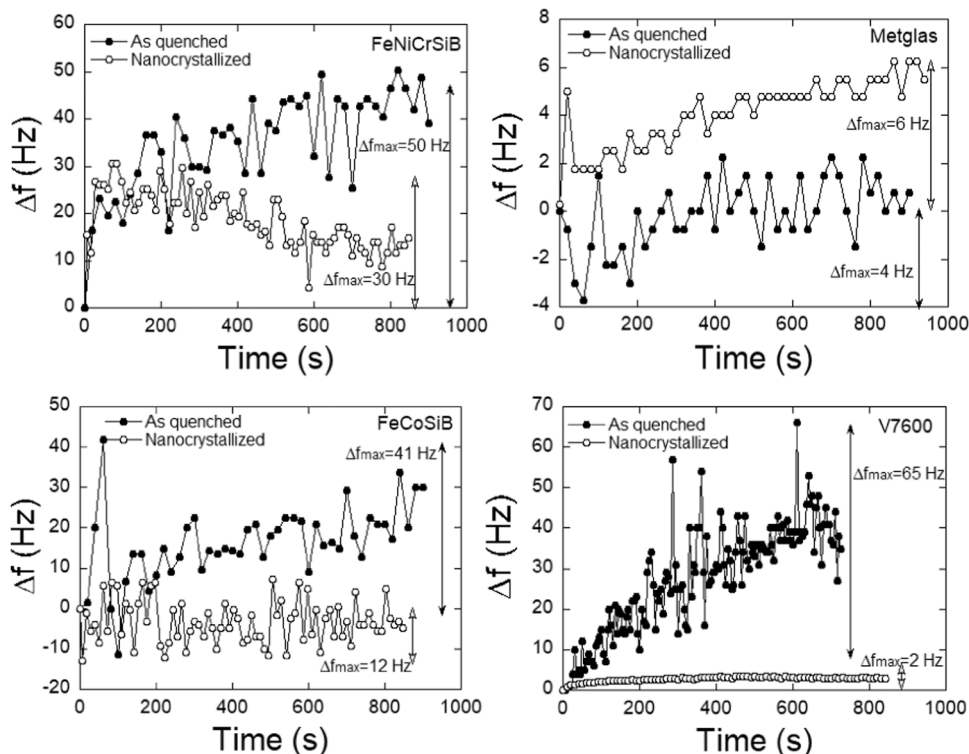 60
50
40
30
20
10
0
Δf (Hz)
As quenched
Nanocrystallized
FeNiCrSiB
Δfmax=50 Hz
Δfmax=30 Hz
0 200 400 600 800 1000
Time (s)
8
6
4
2
0
-2
-4
Δf (Hz)
As quenched
Nanocrystallized
Metglas
Δfmax=6 Hz
Δfmax=4 Hz
0 200 400 600 800 1000
Time (s)
50
40
30
20
10
0
-10
-20
Δf (Hz)
As quenched
Nanocrystallized
FeCoSiB
Δfmax=41 Hz
Δfmax=12 Hz
0 200 400 600 800 1000
Time (s)
70
60
50
40
30
20
10
0
Δf (Hz)
As quenched
Nanocrystallized
V7600
Δfmax=65 Hz
Δfmax=2 Hz
0 200 400 600 800 1000
Time (s)